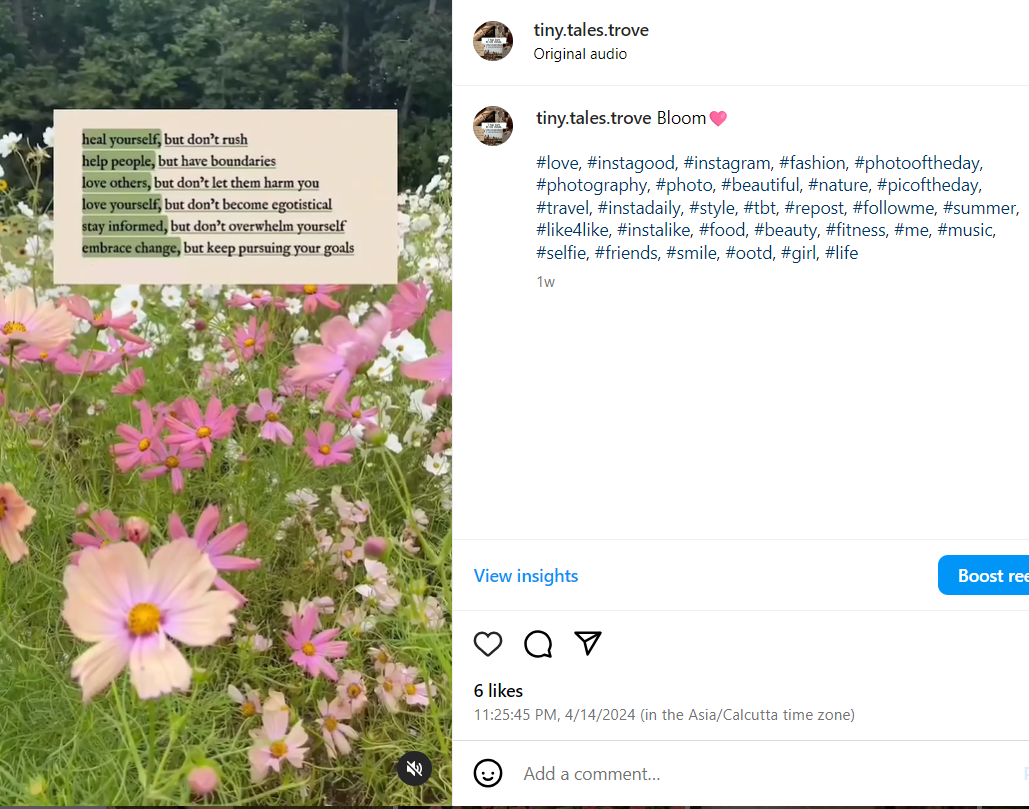 heal yourself, but don't rush
help people, but have boundaries
love others, but don't let them harm you
love yourself, but don't become egotistical
stay informed, but don't overwhelm yourself
embrace change, but keep pursuing your goals
tiny.tales.trove
Original audio
tiny.tales.trove Bloom🩷
#love, #instagood, #instagram, #fashion, #photooftheday,
#photography, #photo, #beautiful, #nature, #picoftheday,
#travel, #instadaily, #style, #tbt, #repost, #followme, #summer,
#like4like, #instalike, #food, #beauty, #fitness, #me, #music,
#selfie, #friends, #smile, #ootd, #girl, #life
1w
View insights
Boost ree
6 likes
11:25:45 PM, 4/14/2024 (in the Asia/Calcutta time zone)
Add a comment...